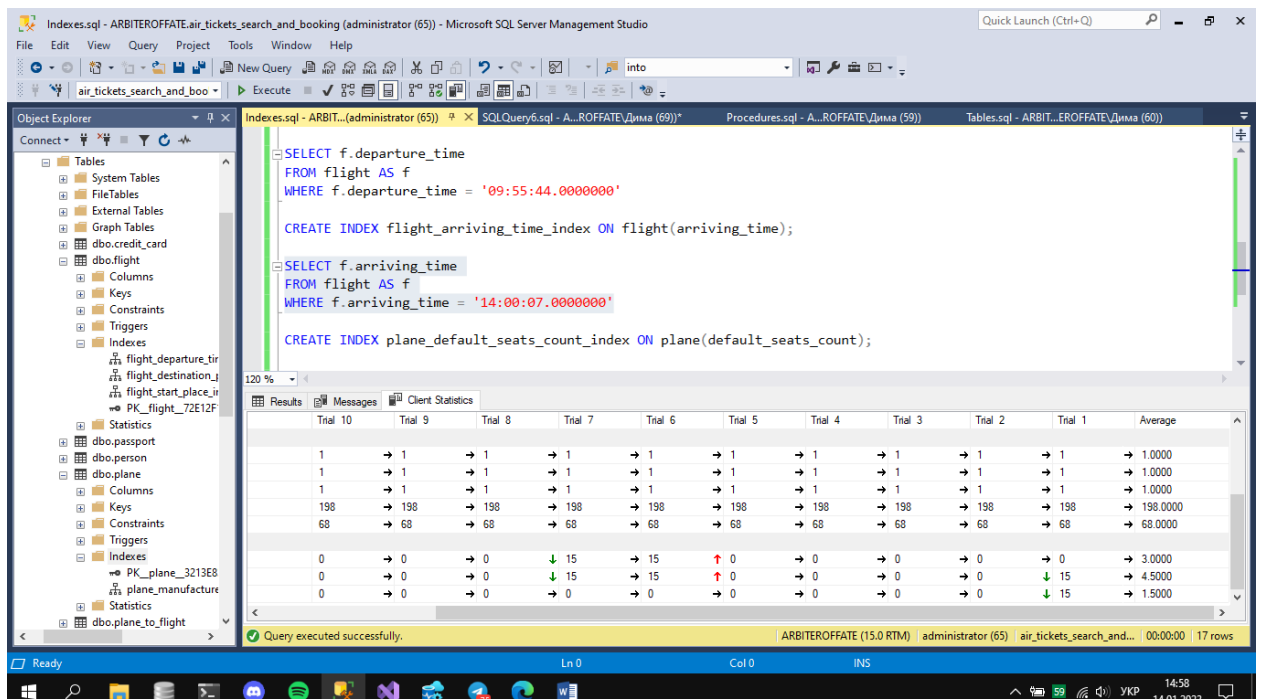 Indexes.sql - ARBITEROFFATE.air_tickets_search_and_booking (administrator (65)) - Microsoft SQL Server Management Studio
Quick Launch (Ctrl+Q)
File Edit View Query Project Tools Window Help
New Query into
air_tickets_search_and_boo Execute
Object Explorer
Connect
Tables
System Tables
FileTables
External Tables
Graph Tables
dbo.credit_card
dbo.flight
Columns
Keys
Constraints
Triggers
Indexes
flight_departure_tir
flight_destination_p
flight_start_place_ir
PK__flight__72E12F
Statistics
dbo.passport
dbo.person
dbo.plane
Columns
Keys
Constraints
Triggers
Indexes
PK__plane__3213E8
plane_manufacture
Statistics
dbo.plane_to_flight
Indexes.sql - ARBIT...(administrator (65)) SQLQuery6.sql - A...ROFFATE\Дима (69))* Procedures.sql - A...ROFFATE\Дима (59)) Tables.sql - ARBIT...EROFFATE\Дима (60))
SELECT f.departure_time
FROM flight AS f
WHERE f.departure_time = '09:55:44.0000000'
CREATE INDEX flight_arriving_time_index ON flight(arriving_time);
SELECT f.arriving_time
FROM flight AS f
WHERE f.arriving_time = '14:00:07.0000000'
CREATE INDEX plane_default_seats_count_index ON plane(default_seats_count);
120 %
Results Messages Client Statistics
Trial 10 Trial 9 Trial 8 Trial 7 Trial 6 Trial 5 Trial 4 Trial 3 Trial 2 Trial 1 Average
1 → 1 → 1 → 1 → 1 → 1 → 1 → 1 → 1 → 1 → 1.0000
1 → 1 → 1 → 1 → 1 → 1 → 1 → 1 → 1 → 1 → 1.0000
1 → 1 → 1 → 1 → 1 → 1 → 1 → 1 → 1 → 1 → 1.0000
198 → 198 → 198 → 198 → 198 → 198 → 198 → 198 → 198 → 198 → 198.0000
68 → 68 → 68 → 68 → 68 → 68 → 68 → 68 → 68 → 68 → 68.0000
0 → 0 → 0 ↓ 15 → 15 ↑ 0 → 0 → 0 → 0 → 0 → 3.0000
0 → 0 → 0 ↓ 15 → 15 ↑ 0 → 0 → 0 → 0 ↓ 15 → 4.5000
0 → 0 → 0 → 0 → 0 → 0 → 0 → 0 → 0 ↓ 15 → 1.5000
Query executed successfully. ARBITEROFFATE (15.0 RTM) administrator (65) air_tickets_search_and... 00:00:00 17 rows
Ready Ln 0 Col 0 INS
59 УКР 14:58